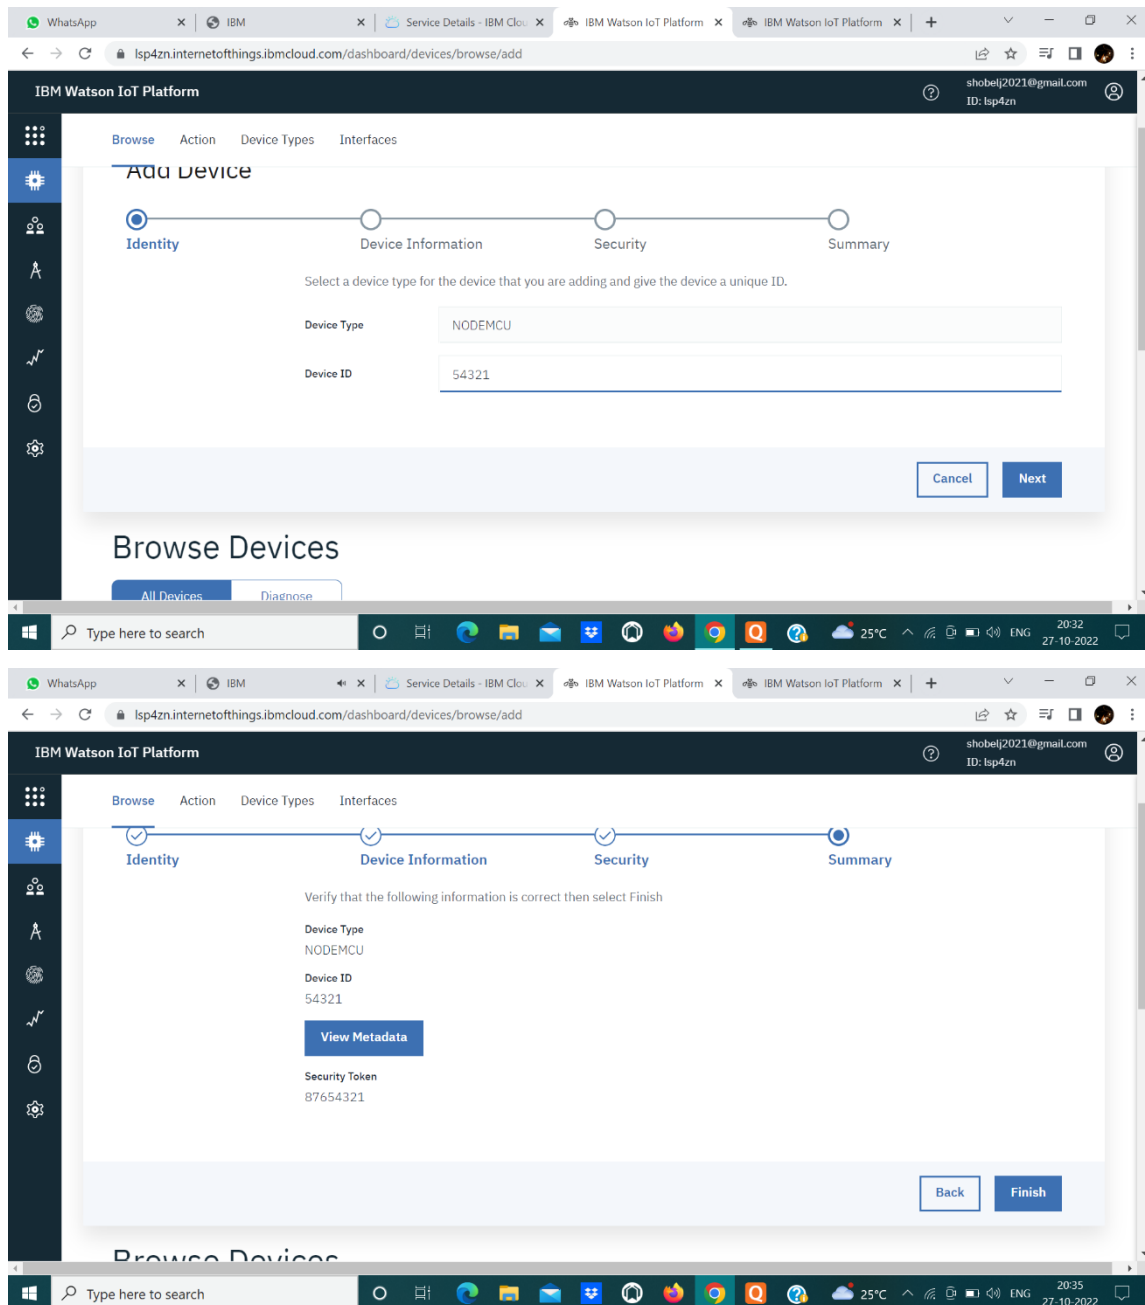 WhatsApp IBM Service Details - IBM Clou IBM Watson IoT Platform IBM Watson IoT Platform
lsp4zn.internetofthings.ibmcloud.com/dashboard/devices/browse/add
IBM Watson IoT Platform
shobelj2021@gmail.com
ID: lsp4zn
Browse Action Device Types Interfaces
Add Device
Identity Device Information Security Summary
Select a device type for the device that you are adding and give the device a unique ID.
Device Type NODEMCU
Device ID 54321
Cancel Next
Browse Devices
All Devices Diagnose
Type here to search 25°C ENG 20:32
27-10-2022
WhatsApp IBM Service Details - IBM Clou IBM Watson IoT Platform IBM Watson IoT Platform
lsp4zn.internetofthings.ibmcloud.com/dashboard/devices/browse/add
IBM Watson IoT Platform
shobelj2021@gmail.com
ID: lsp4zn
Browse Action Device Types Interfaces
Identity Device Information Security Summary
Verify that the following information is correct then select Finish
Device Type
NODEMCU
Device ID
54321
View Metadata
Security Token
87654321
Back Finish
Browse Devices
Type here to search 25°C ENG 20:35
27-10-2022